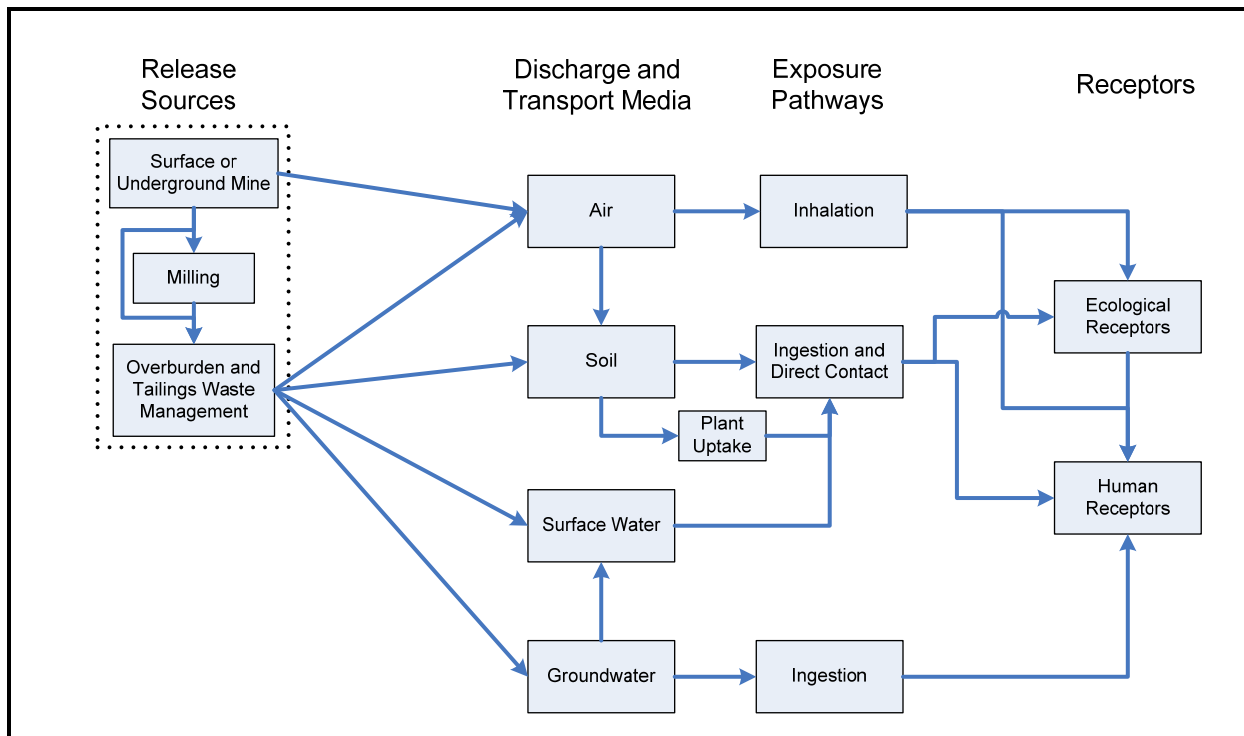 Release
Sources
Discharge and
Transport Media
Exposure
Pathways
Receptors
Surface or
Underground Mine
Milling
Overburden and
Tailings Waste
Management
Air
Inhalation
Soil
Ingestion and
Direct Contact
Plant
Uptake
Surface Water
Groundwater
Ingestion
Ecological
Receptors
Human
Receptors